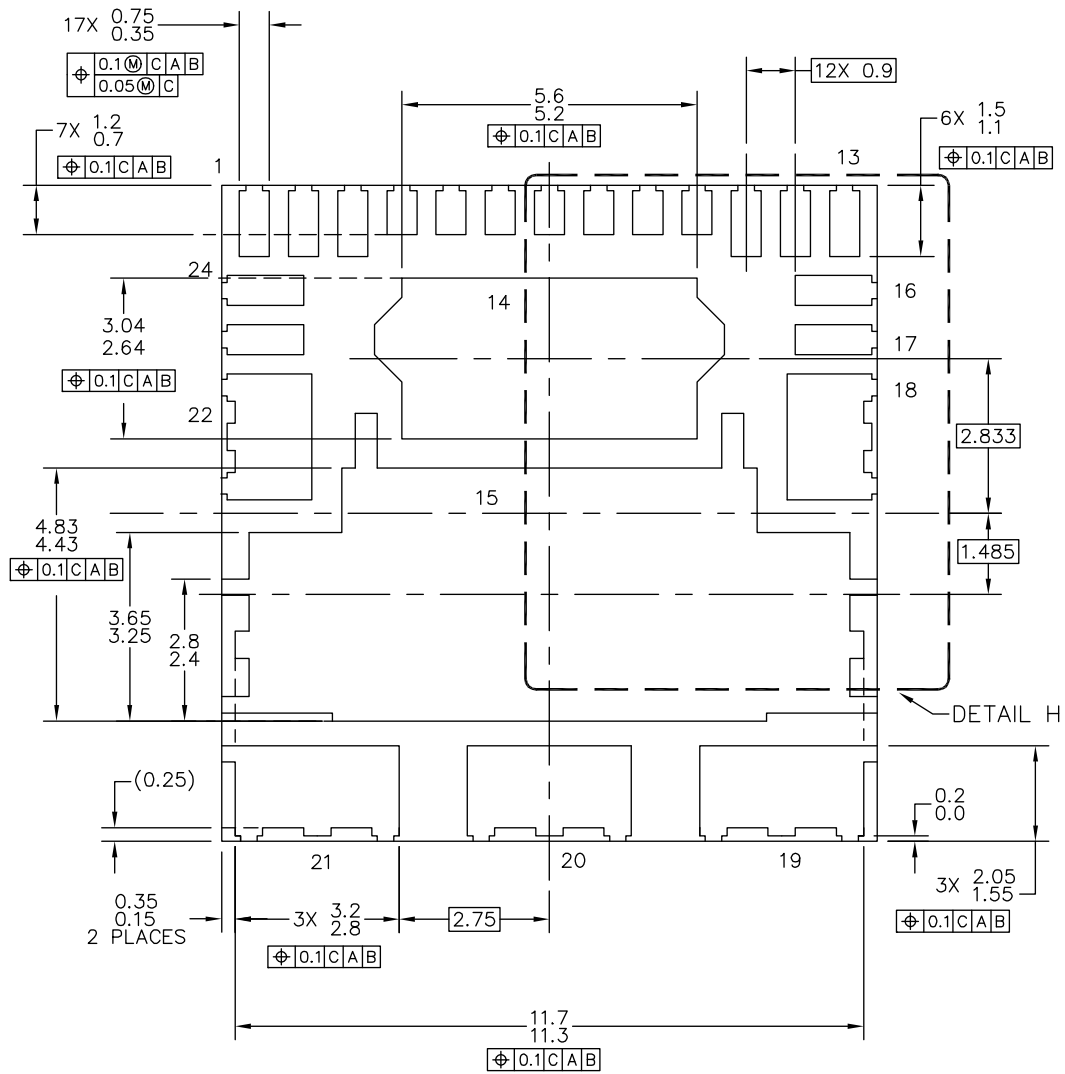 17X 0.75
0.35
⌖ 0.1 Ⓜ C A B
0.05 Ⓜ C
12X 0.9
5.6
5.2
⌖ 0.1 C A B
7X 1.2
0.7
⌖ 0.1 C A B
6X 1.5
1.1
⌖ 0.1 C A B
1
13
24
14
16
3.04
2.64
⌖ 0.1 C A B
17
18
22
2.833
15
4.83
4.43
⌖ 0.1 C A B
1.485
3.65
3.25
2.8
2.4
DETAIL H
(0.25)
0.2
0.0
21
20
19
3X 2.05
1.55
⌖ 0.1 C A B
0.35
0.15
2 PLACES
3X 3.2
2.8
⌖ 0.1 C A B
2.75
11.7
11.3
⌖ 0.1 C A B